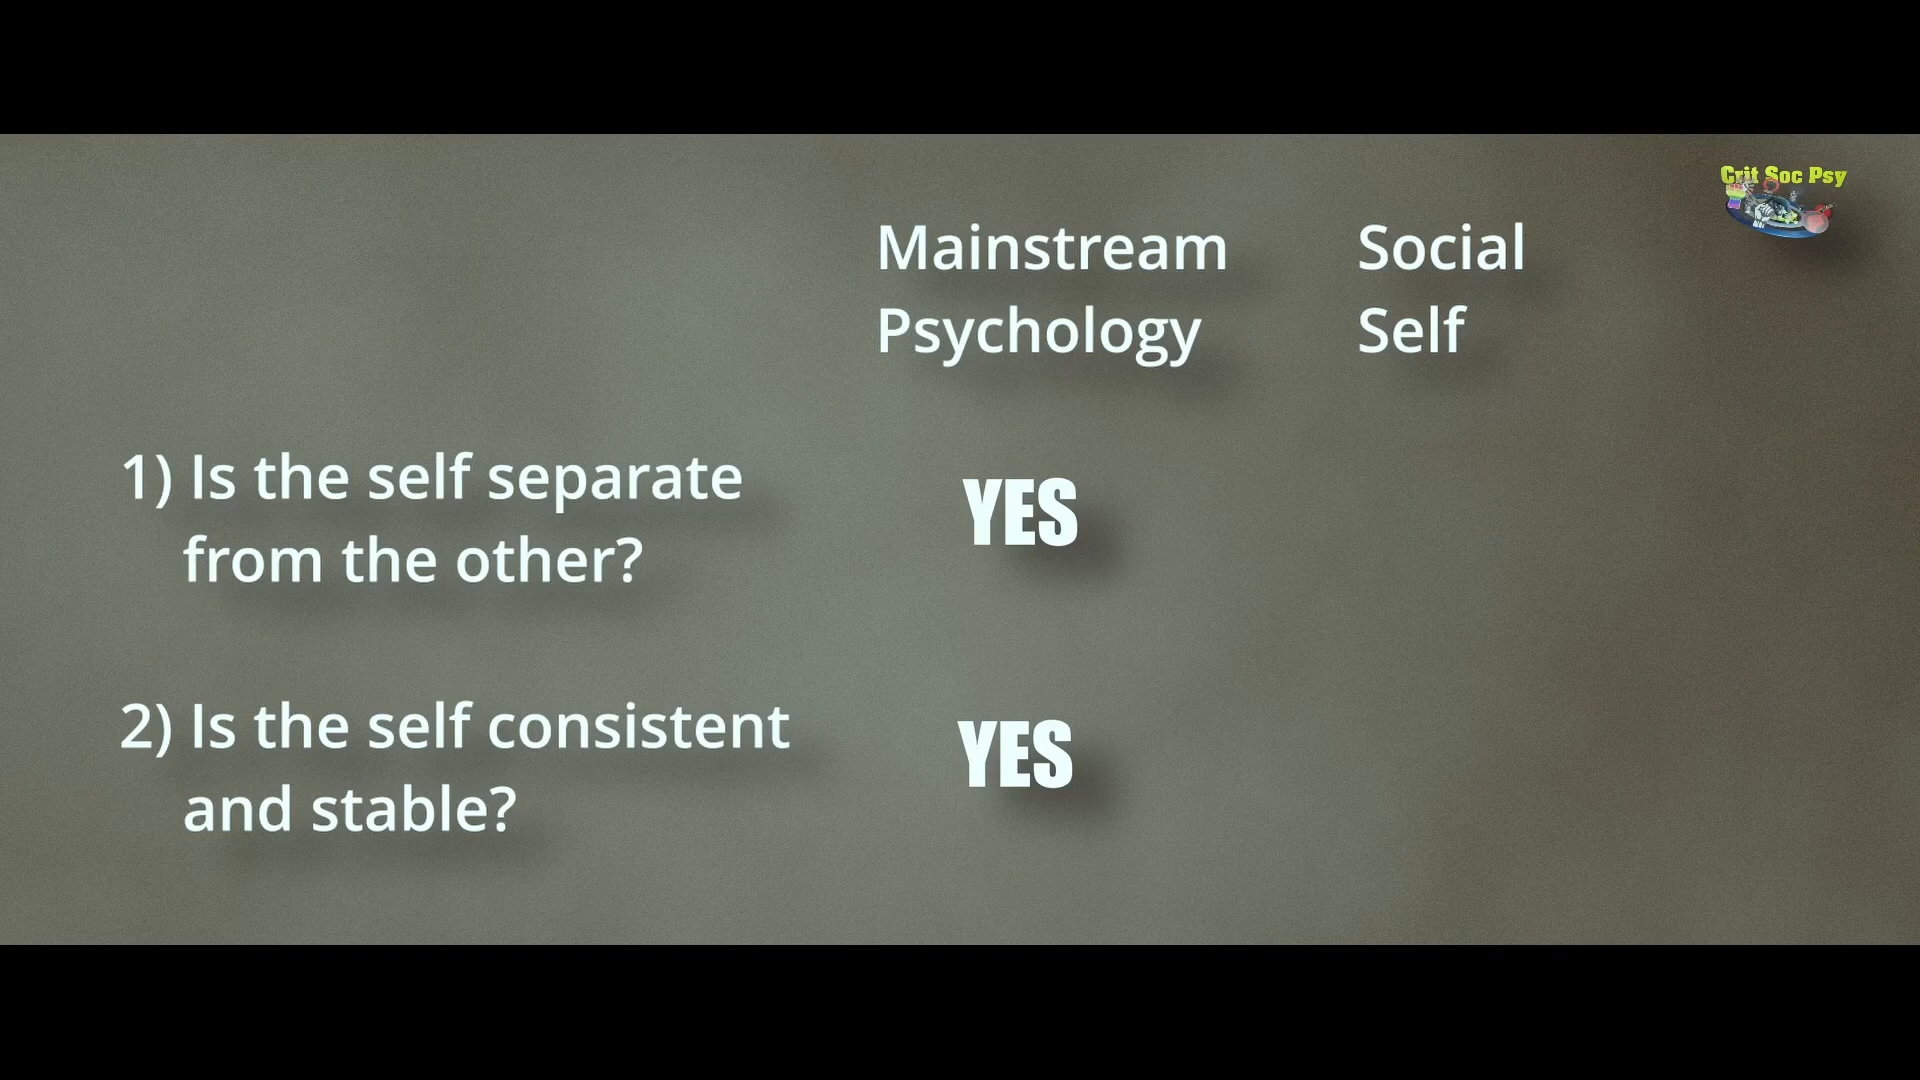 Crit Soc Psy
Mainstream Social
Psychology Self
1) Is the self separate
from the other?
YES
2) Is the self consistent
and stable?
YES